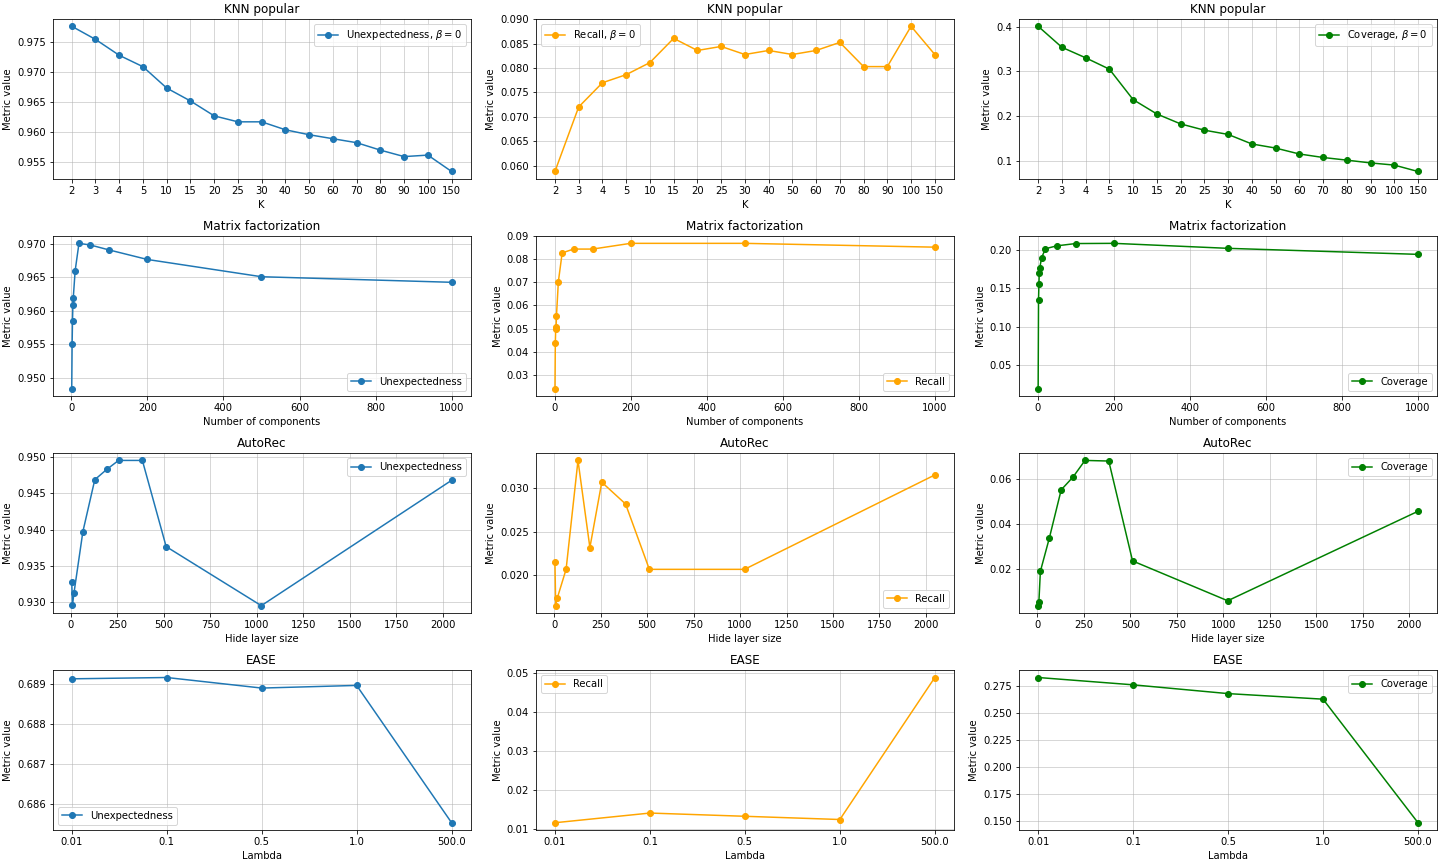 KNN popular
Metric value
0.975
0.970
0.965
0.960
0.955
Unexpectedness, β = 0
2 3 4 5 10 15 20 25 30 40 50 60 70 80 90 100 150
K
KNN popular
Metric value
0.090
0.085
0.080
0.075
0.070
0.065
0.060
Recall, β = 0
2 3 4 5 10 15 20 25 30 40 50 60 70 80 90 100 150
K
KNN popular
Metric value
0.4
0.3
0.2
0.1
Coverage, β = 0
2 3 4 5 10 15 20 25 30 40 50 60 70 80 90 100 150
K
Matrix factorization
Metric value
0.970
0.965
0.960
0.955
0.950
Unexpectedness
0 200 400 600 800 1000
Number of components
Matrix factorization
Metric value
0.09
0.08
0.07
0.06
0.05
0.04
0.03
Recall
0 200 400 600 800 1000
Number of components
Matrix factorization
Metric value
0.20
0.15
0.10
0.05
Coverage
0 200 400 600 800 1000
Number of components
AutoRec
Metric value
0.950
0.945
0.940
0.935
0.930
Unexpectedness
0 250 500 750 1000 1250 1500 1750 2000
Hide layer size
AutoRec
Metric value
0.030
0.025
0.020
Recall
0 250 500 750 1000 1250 1500 1750 2000
Hide layer size
AutoRec
Metric value
0.06
0.04
0.02
Coverage
0 250 500 750 1000 1250 1500 1750 2000
Hide layer size
EASE
Metric value
0.689
0.688
0.687
0.686
Unexpectedness
0.01 0.1 0.5 1.0 500.0
Lambda
EASE
Metric value
0.05
0.04
0.03
0.02
0.01
Recall
0.01 0.1 0.5 1.0 500.0
Lambda
EASE
Metric value
0.275
0.250
0.225
0.200
0.175
0.150
Coverage
0.01 0.1 0.5 1.0 500.0
Lambda